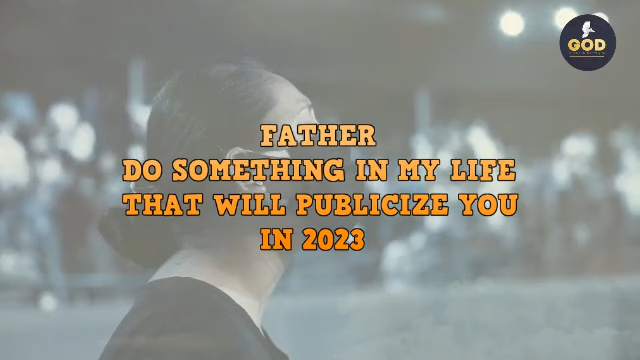 GOD
FATHER
DO SOMETHING IN MY LIFE
THAT WILL PUBLICIZE YOU
IN 2023